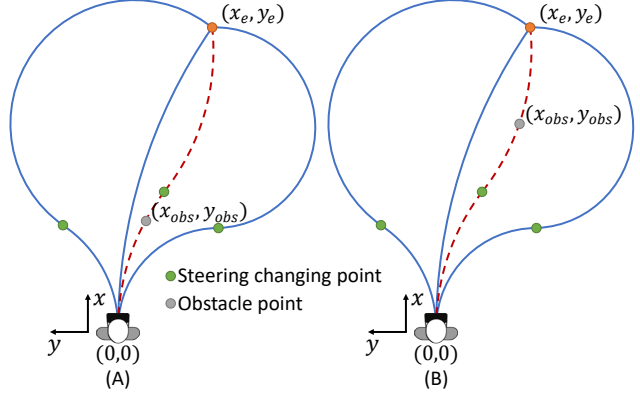 (x_e, y_e)
(x_e, y_e)
(x_obs, y_obs)
(x_obs, y_obs)
Steering changing point
Obstacle point
x
y
(0,0)
(A)
x
y
(0,0)
(B)